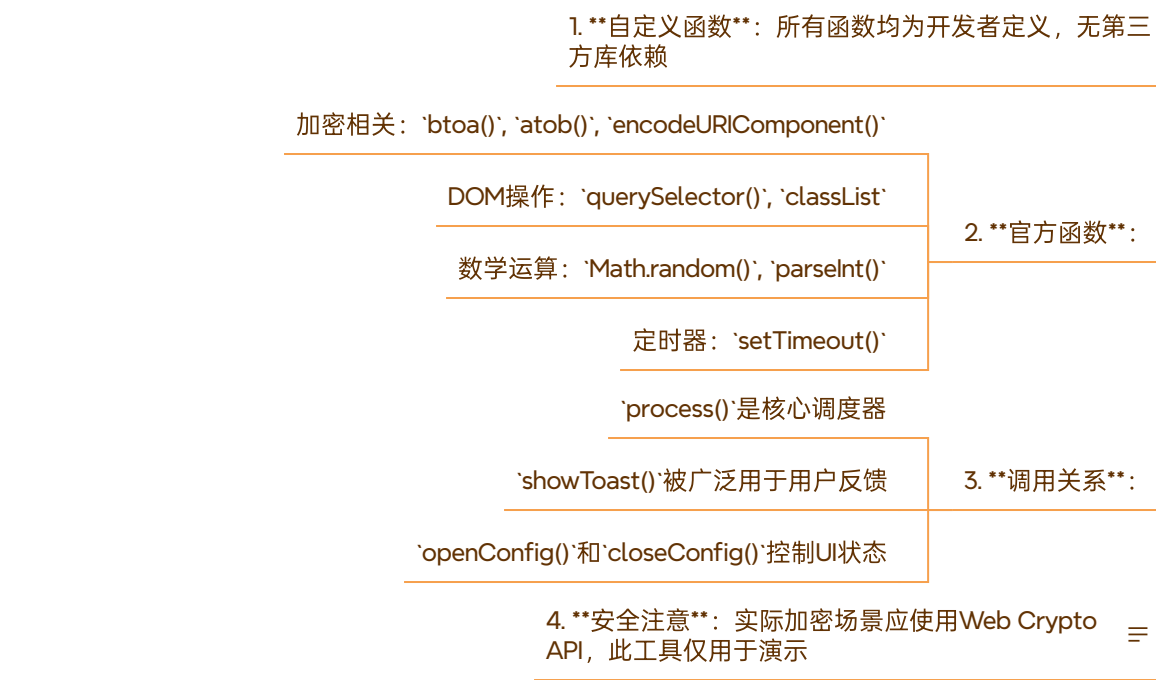 1. **自定义函数**：所有函数均为开发者定义，无第三
方库依赖
加密相关：`btoa()`, `atob()`, `encodeURIComponent()`
DOM操作：`querySelector()`, `classList`
2. **官方函数**：
数学运算：`Math.random()`, `parseInt()`
定时器：`setTimeout()`
`process()`是核心调度器
`showToast()`被广泛用于用户反馈
3. **调用关系**：
`openConfig()`和`closeConfig()`控制UI状态
4. **安全注意**：实际加密场景应使用Web Crypto
API，此工具仅用于演示